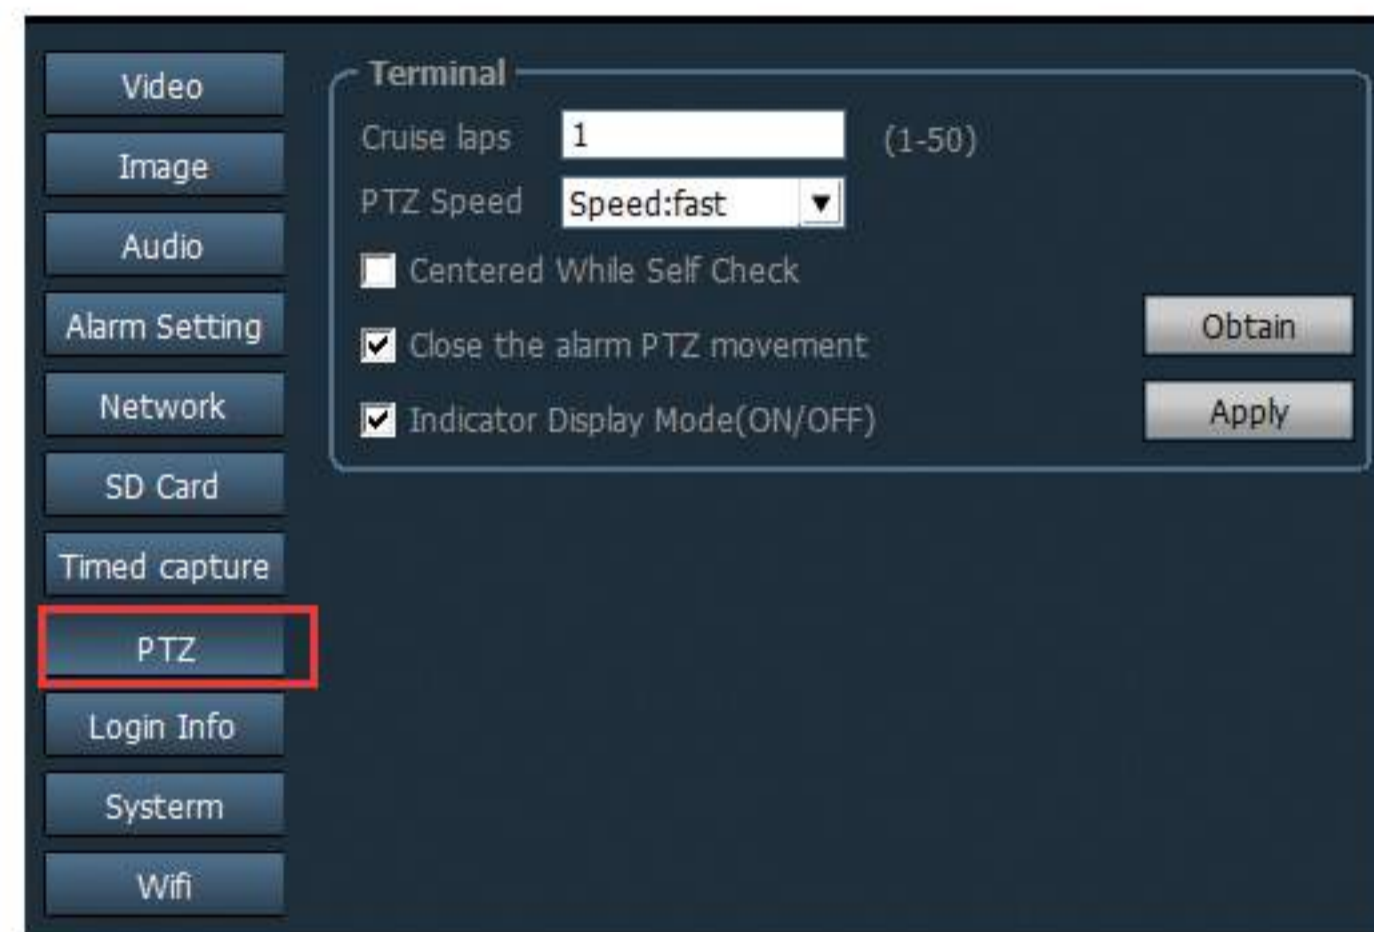 Video
Image
Audio
Alarm Setting
Network
SD Card
Timed capture
PTZ
Login Info
Systerm
Wifi
Terminal
Cruise laps 1 (1-50)
PTZ Speed Speed:fast
Centered While Self Check
Close the alarm PTZ movement
Indicator Display Mode(ON/OFF)
Obtain
Apply